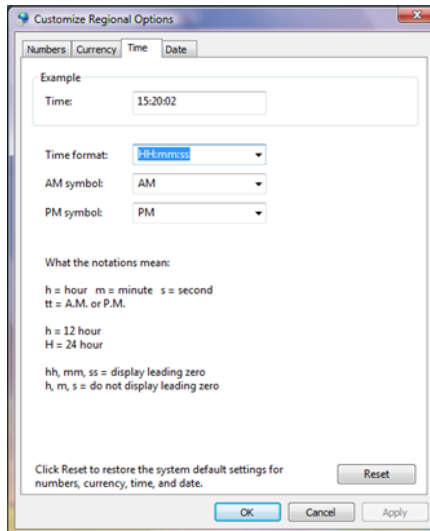 Customize Regional Options
Numbers Currency Time Date
Example
Time: 15:20:02
Time format: HH:mm:ss
AM symbol: AM
PM symbol: PM
What the notations mean:
h = hour m = minute s = second
tt = A.M. or P.M.
h = 12 hour
H = 24 hour
hh, mm, ss = display leading zero
h, m, s = do not display leading zero
Click Reset to restore the system default settings for
numbers, currency, time, and date.
Reset
OK Cancel Apply